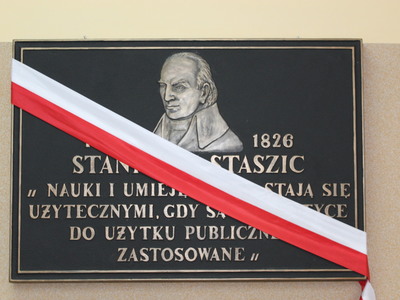 1826
STASZIC
„ NAUKI I STAJĄ SIĘ
UŻYTECZNYMI, GDY SĄ
DO UŻYTKU
ZASTOSOWANE „